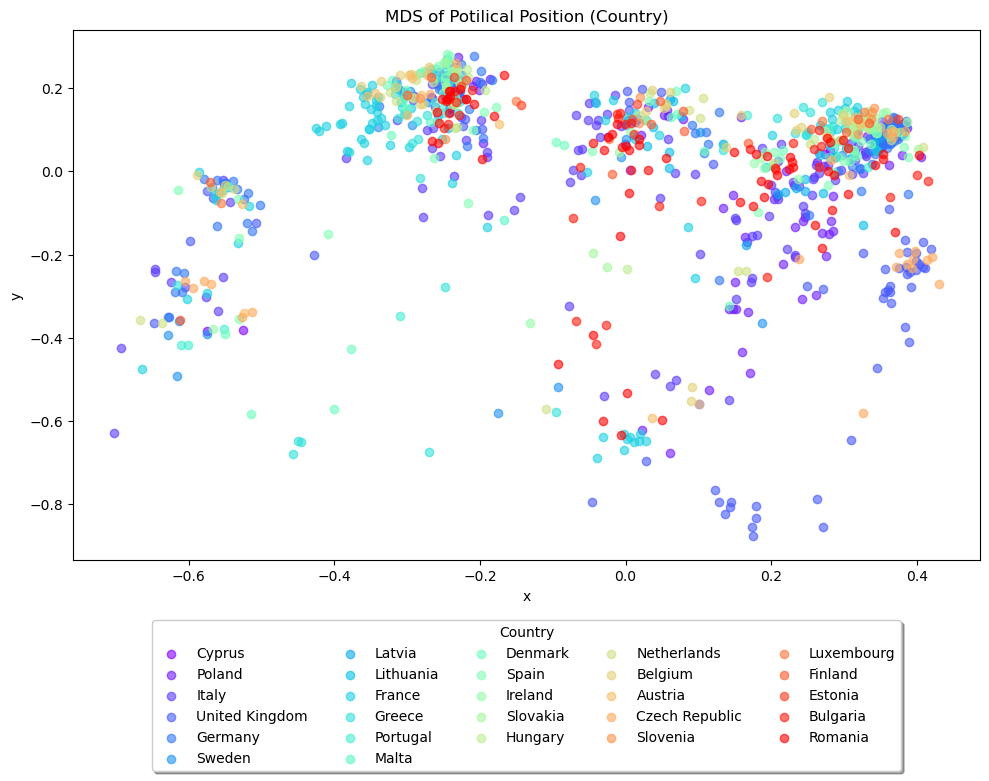 MDS of Potilical Position (Country)
0.2
0.0
−0.2
−0.4
−0.6
−0.8
y
−0.6
−0.4
−0.2
0.0
0.2
0.4
x
Country
Cyprus
Poland
Italy
United Kingdom
Germany
Sweden
Latvia
Lithuania
France
Greece
Portugal
Malta
Denmark
Spain
Ireland
Slovakia
Hungary
Netherlands
Belgium
Austria
Czech Republic
Slovenia
Luxembourg
Finland
Estonia
Bulgaria
Romania